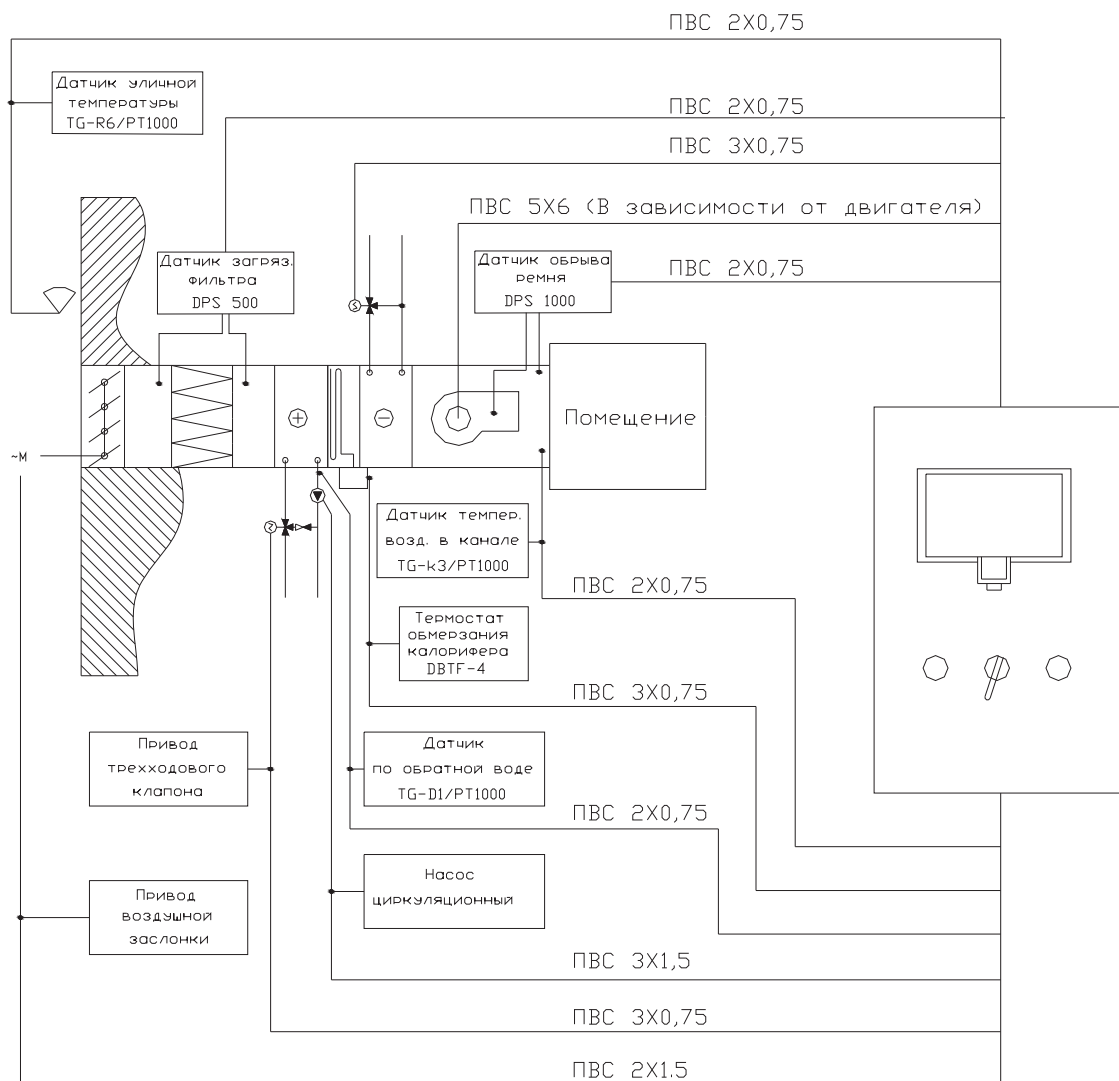 ПВС 2Х0,75
Датчик уличной
температуры
TG-R6/PT1000
ПВС 2Х0,75
ПВС 3Х0,75
ПВС 5Х6 (В зависимости от двигателя)
Датчик загряз.
фильтра
DPS 500
Датчик обрыва
ремня
DPS 1000
ПВС 2Х0,75
Помещение
~М
Датчик темпер.
возд. в канале
TG-k3/PT1000
ПВС 2Х0,75
Термостат
обмерзания
калорифера
DBTF-4
ПВС 3Х0,75
Привод
трехходового
клапона
Датчик
по обратной воде
TG-D1/PT1000
ПВС 2Х0,75
Насос
циркуляционный
Привод
воздушной
заслонки
ПВС 3Х1,5
ПВС 3Х0,75
ПВС 2Х1.5